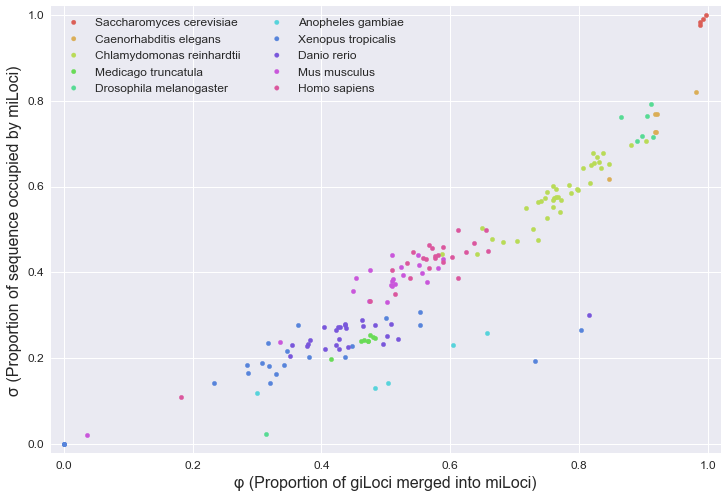 Saccharomyces cerevisiae
Caenorhabditis elegans
Chlamydomonas reinhardtii
Medicago truncatula
Drosophila melanogaster
Anopheles gambiae
Xenopus tropicalis
Danio rerio
Mus musculus
Homo sapiens
σ (Proportion of sequence occupied by miLoci)
1.0
0.8
0.6
0.4
0.2
0.0
0.0 0.2 0.4 0.6 0.8 1.0
φ (Proportion of giLoci merged into miLoci)